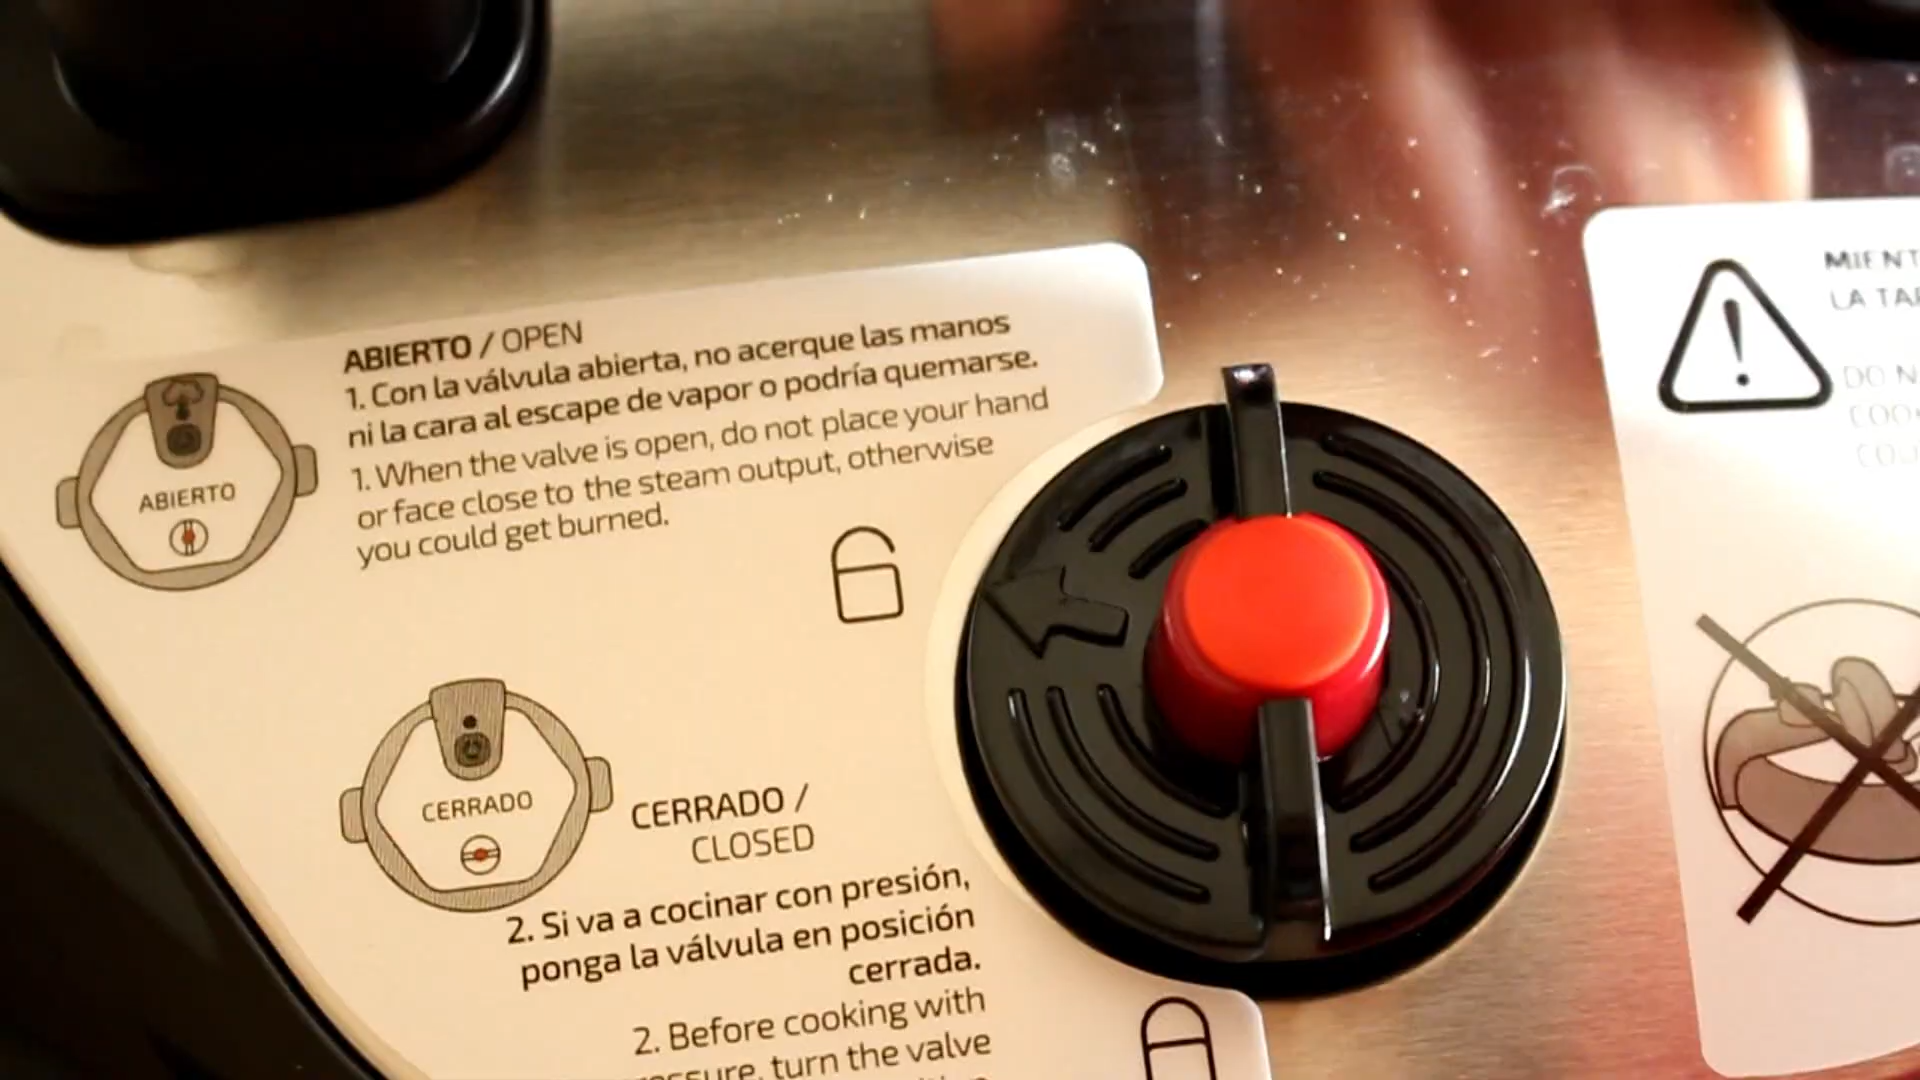 ABIERTO / OPEN
1. Con la válvula abierta, no acerque las manos
ni la cara al escape de vapor o podría quemarse.
1. When the valve is open, do not place your hand
or face close to the steam output, otherwise
you could get burned.
ABIERTO
CERRADO
CERRADO /
CLOSED
2. Si va a cocinar con presión,
ponga la válvula en posición
cerrada.
2. Before cooking with
turn the valve
LA
DO